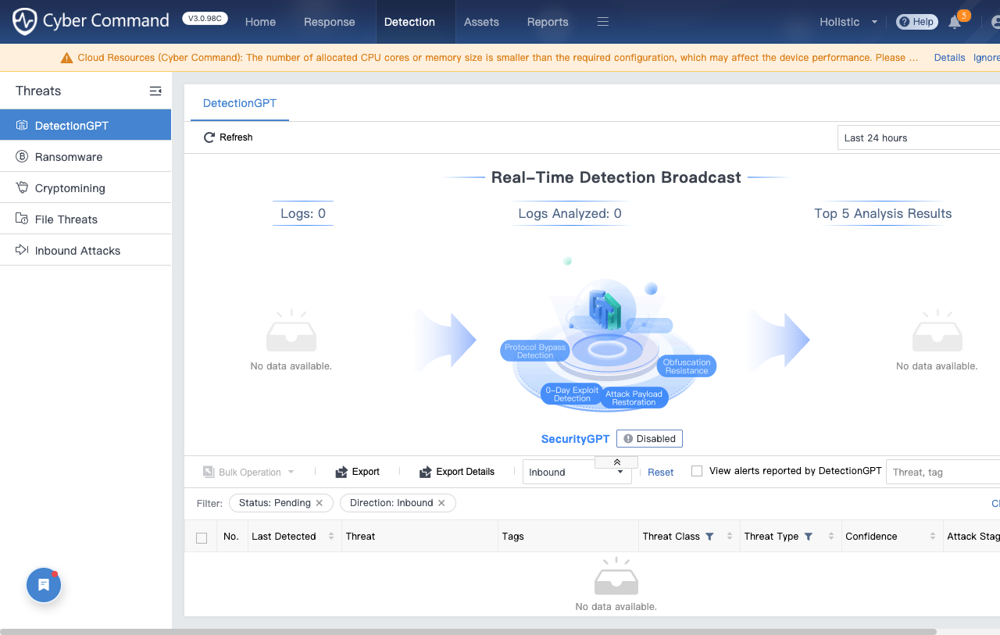 Cyber Command V3.0.98C Home Response Detection Assets Reports Holistic Help 5
Cloud Resources (Cyber Command): The number of allocated CPU cores or memory size is smaller than the required configuration, which may affect the device performance. Please ... Details Ignore
Threats
DetectionGPT
Ransomware
Cryptomining
File Threats
Inbound Attacks
DetectionGPT
Refresh
Last 24 hours
Real-Time Detection Broadcast
Logs: 0
Logs Analyzed: 0
Top 5 Analysis Results
No data available.
Protocol Bypass
Detection
Obfuscation
Resistance
0-Day Exploit
Detection
Attack Payload
Restoration
No data available.
SecurityGPT Disabled
Bulk Operation Export Export Details Inbound Reset View alerts reported by DetectionGPT Threat, tag
Filter: Status: Pending Direction: Inbound
No. Last Detected Threat Tags Threat Class Threat Type Confidence Attack Stag
No data available.